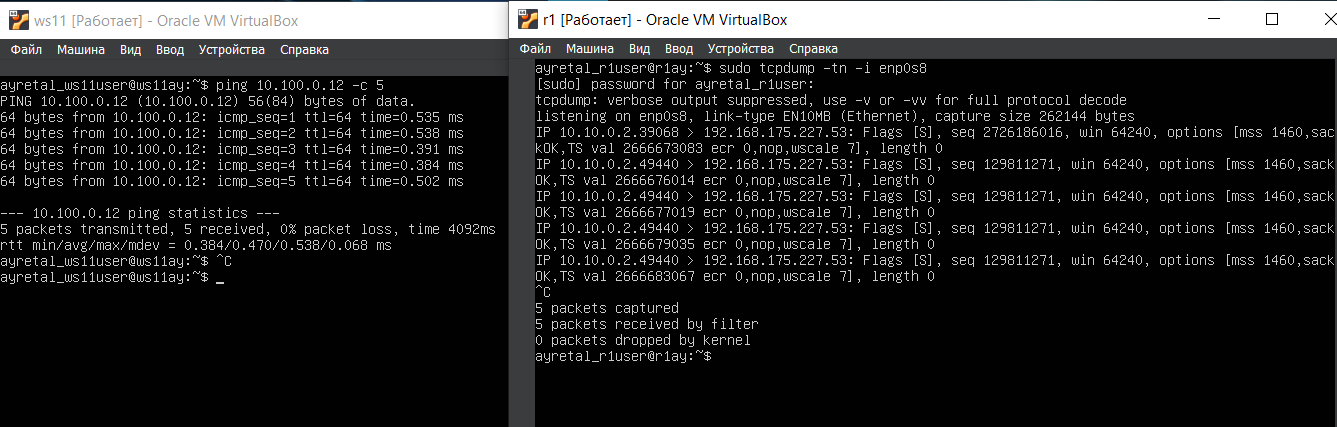 ws11 [Работает] - Oracle VM VirtualBox
Файл Машина Вид Ввод Устройства Справка
ayretal_ws11user@ws11ay:~$ ping 10.100.0.12 -c 5
PING 10.100.0.12 (10.100.0.12) 56(84) bytes of data.
64 bytes from 10.100.0.12: icmp_seq=1 ttl=64 time=0.535 ms
64 bytes from 10.100.0.12: icmp_seq=2 ttl=64 time=0.538 ms
64 bytes from 10.100.0.12: icmp_seq=3 ttl=64 time=0.391 ms
64 bytes from 10.100.0.12: icmp_seq=4 ttl=64 time=0.384 ms
64 bytes from 10.100.0.12: icmp_seq=5 ttl=64 time=0.502 ms
--- 10.100.0.12 ping statistics ---
5 packets transmitted, 5 received, 0% packet loss, time 4092ms
rtt min/avg/max/mdev = 0.384/0.470/0.538/0.068 ms
ayretal_ws11user@ws11ay:~$ ^C
ayretal_ws11user@ws11ay:~$ _
r1 [Работает] - Oracle VM VirtualBox
Файл Машина Вид Ввод Устройства Справка
ayretal_r1user@r1ay:~$ sudo tcpdump -tn -i enp0s8
[sudo] password for ayretal_r1user:
tcpdump: verbose output suppressed, use -v or -vv for full protocol decode
listening on enp0s8, link-type EN10MB (Ethernet), capture size 262144 bytes
IP 10.10.0.2.39068 > 192.168.175.227.53: Flags [S], seq 2726186016, win 64240, options [mss 1460,sac
kOK,TS val 2666673083 ecr 0,nop,wscale 7], length 0
IP 10.10.0.2.49440 > 192.168.175.227.53: Flags [S], seq 129811271, win 64240, options [mss 1460,sack
OK,TS val 2666676014 ecr 0,nop,wscale 7], length 0
IP 10.10.0.2.49440 > 192.168.175.227.53: Flags [S], seq 129811271, win 64240, options [mss 1460,sack
OK,TS val 2666677019 ecr 0,nop,wscale 7], length 0
IP 10.10.0.2.49440 > 192.168.175.227.53: Flags [S], seq 129811271, win 64240, options [mss 1460,sack
OK,TS val 2666679035 ecr 0,nop,wscale 7], length 0
IP 10.10.0.2.49440 > 192.168.175.227.53: Flags [S], seq 129811271, win 64240, options [mss 1460,sack
OK,TS val 2666683067 ecr 0,nop,wscale 7], length 0
^C
5 packets captured
5 packets received by filter
0 packets dropped by kernel
ayretal_r1user@r1ay:~$